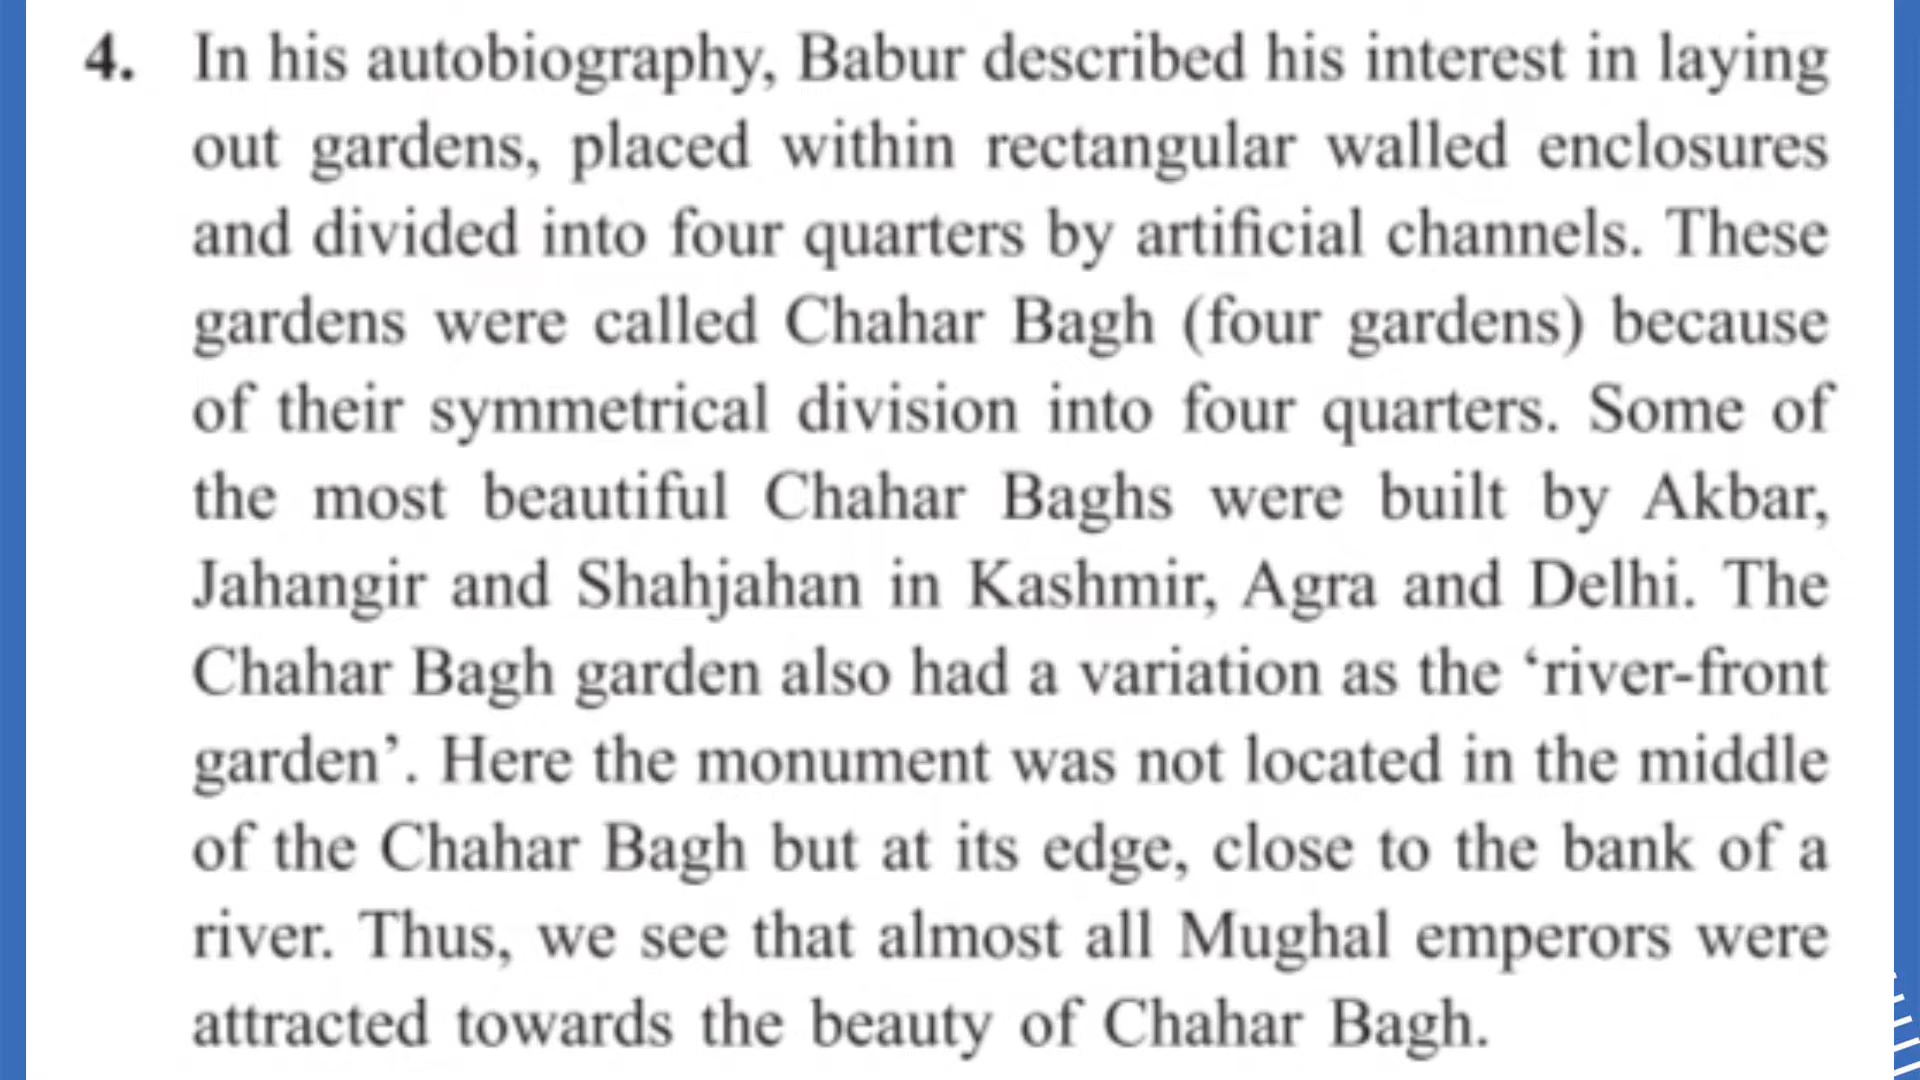 4. In his autobiography, Babur described his interest in laying
out gardens, placed within rectangular walled enclosures
and divided into four quarters by artificial channels. These
gardens were called Chahar Bagh (four gardens) because
of their symmetrical division into four quarters. Some of
the most beautiful Chahar Baghs were built by Akbar,
Jahangir and Shahjahan in Kashmir, Agra and Delhi. The
Chahar Bagh garden also had a variation as the ‘river-front
garden’. Here the monument was not located in the middle
of the Chahar Bagh but at its edge, close to the bank of a
river. Thus, we see that almost all Mughal emperors were
attracted towards the beauty of Chahar Bagh.